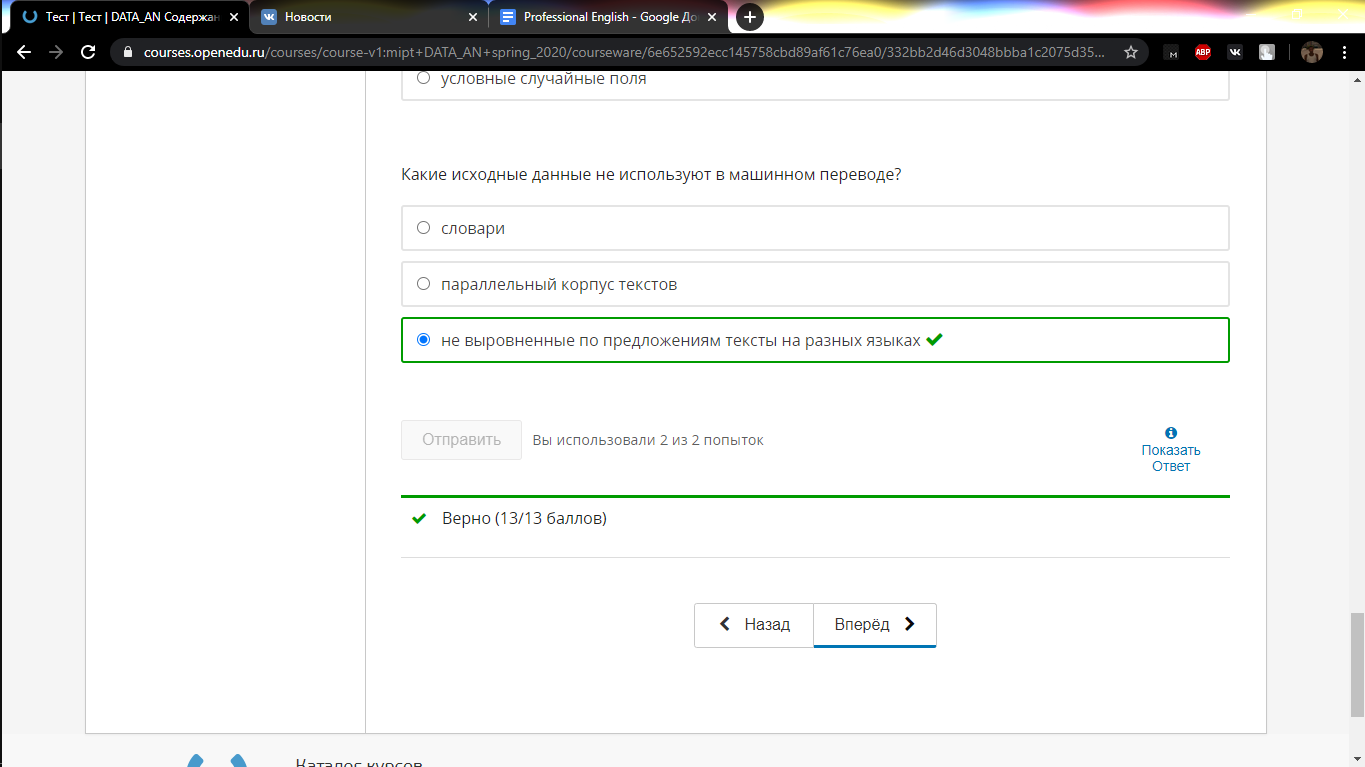 Тест | Тест | DATA_AN Содержан
Новости
Professional English - Google До
courses.openedu.ru/courses/course-v1:mipt+DATA_AN+spring_2020/courseware/6e652592ecc145758cbd89af61c76ea0/332bb2d46d3048bbba1c2075d35...
M
ABP
условные случайные поля
Какие исходные данные не используют в машинном переводе?
словари
параллельный корпус текстов
не выровненные по предложениям тексты на разных языках
Отправить
Вы использовали 2 из 2 попыток
Показать
Ответ
Верно (13/13 баллов)
Назад
Вперёд
Каталог курсов